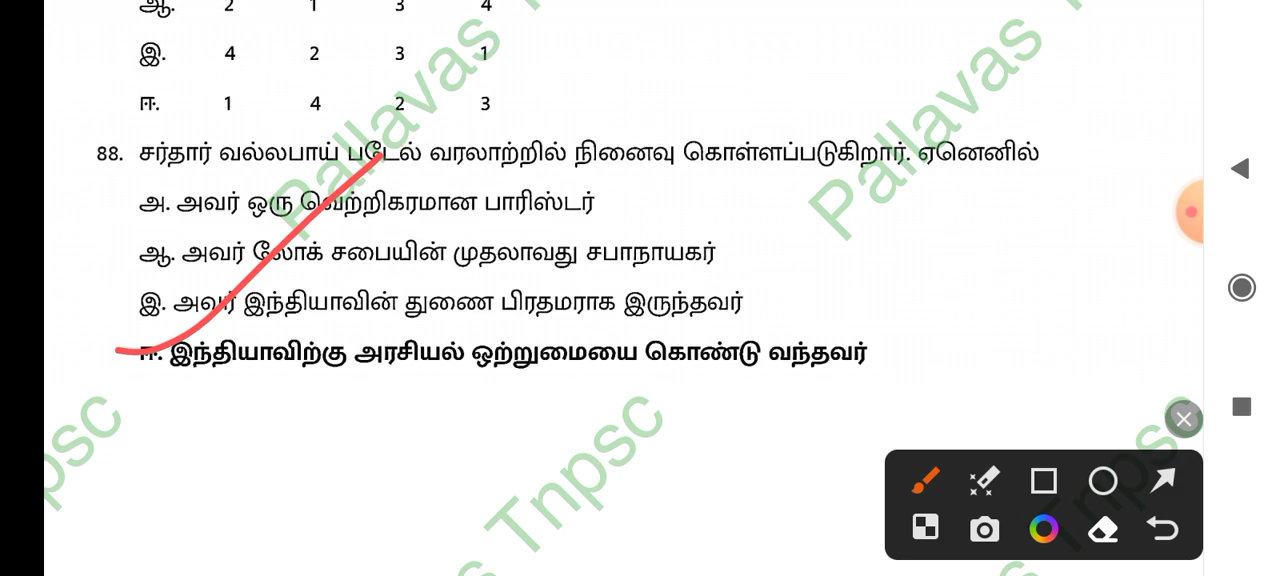 ஆ. 2 1 3 4
இ. 4 2 3 1
ஈ. 1 4 2 3
88. சர்தார் வல்லபாய் படேல் வரலாற்றில் நினைவு கொள்ளப்படுகிறார். ஏனெனில்
அ. அவர் ஒரு வெற்றிகரமான பாரிஸ்டர்
ஆ. அவர் லோக் சபையின் முதலாவது சபாநாயகர்
இ. அவர் இந்தியாவின் துணை பிரதமராக இருந்தவர்
ஈ. இந்தியாவிற்கு அரசியல் ஒற்றுமையை கொண்டு வந்தவர்
Pallavas T
Pallavas T
psc
s Tnpsc
s Tnpsc